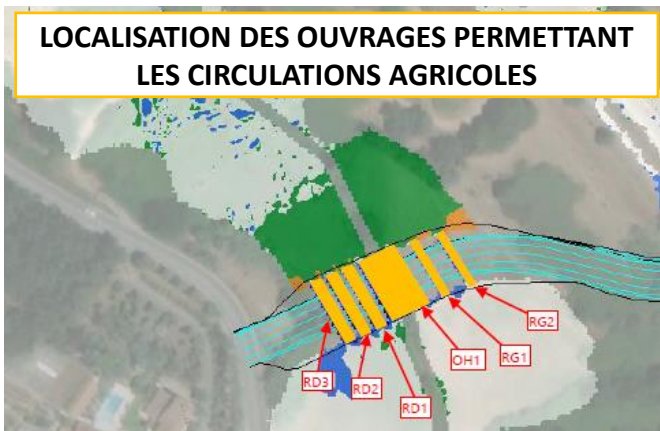 LOCALISATION DES OUVRAGES PERMETTANT
LES CIRCULATIONS AGRICOLES
RG2
RG1
OH1
RD1
RD2
RD3